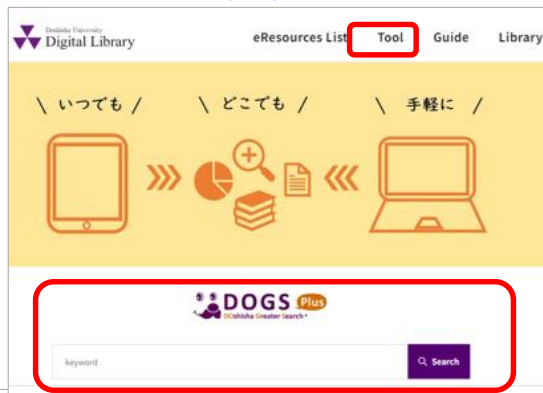 Doshisha University
Digital Library
eResources List Tool Guide Library
\ いつでも / \ どこでも / \ 手軽に /
DOGS Plus
DOshisha Greater Search+
keyword
Search